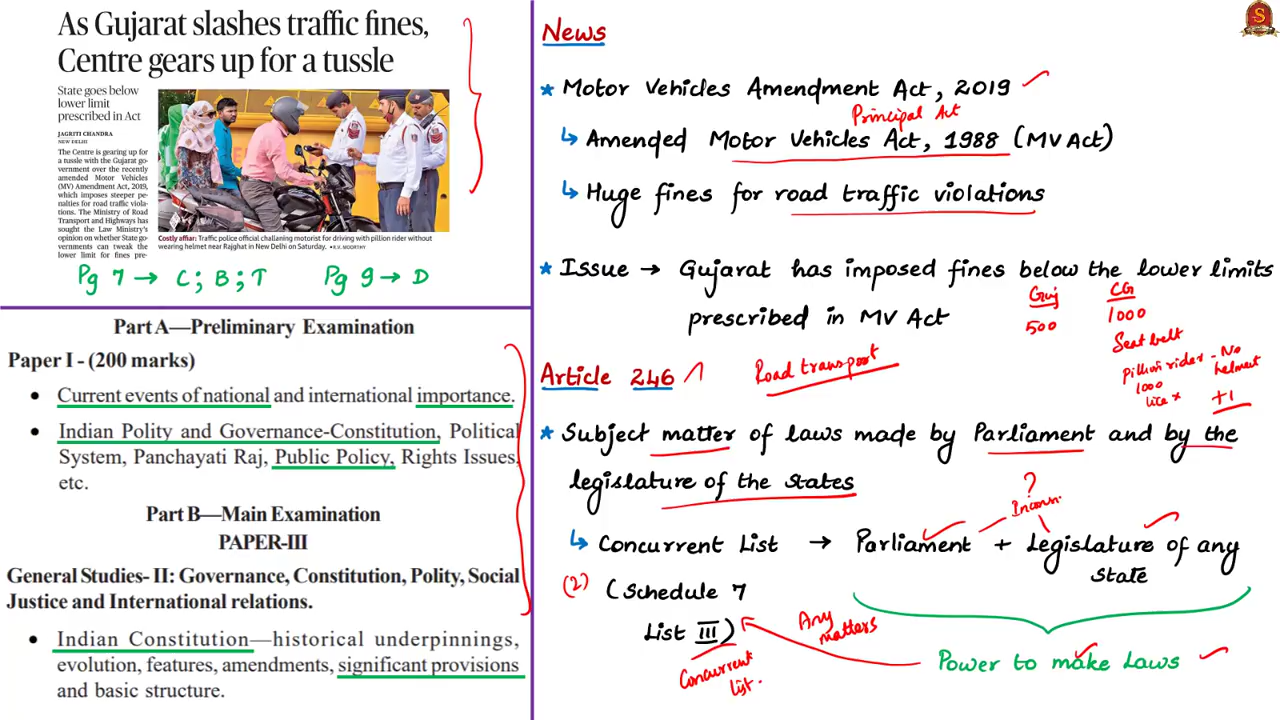 As Gujarat slashes traffic fines,
Centre gears up for a tussle
State goes below
lower limit
prescribed in Act
JAGRITI CHANDRA
NEW DELHI
The Centre is gearing up for
a tussle with the Gujarat go-
vernment over the recently
amended Motor Vehicles
(MV) Amendment Act, 2019,
which imposes steeper pe-
nalties for road traffic viola-
tions. The Ministry of Road
Transport and Highways has
sought the Law Ministry's
opinion on whether State go-
vernments can tweak the
lower limit for fines pre-
Costly affiar: Traffic police official challaning motorist for driving with pillion rider without
wearing helmet near Rajghat in New Delhi on Saturday. • R.V. MOORTHY
Pg 7 → C; B; T Pg 9 → D
Part A—Preliminary Examination
Paper I - (200 marks)
• Current events of national and international importance.
• Indian Polity and Governance-Constitution, Political
System, Panchayati Raj, Public Policy, Rights Issues,
etc.
Part B—Main Examination
PAPER-III
General Studies- II: Governance, Constitution, Polity, Social
Justice and International relations.
• Indian Constitution—historical underpinnings,
evolution, features, amendments, significant provisions
and basic structure.
News
* Motor Vehicles Amendment Act, 2019
Principal Act
↳ Amended Motor Vehicles Act, 1988 (MV Act)
↳ Huge fines for road traffic violations
* Issue → Gujarat has imposed fines below the lower limits
prescribed in MV Act
Guj CG
500 1000
Seat belt
Pillion rider - No
helmet
1000
lice x +1
Article 246
Road transport
* Subject matter of laws made by Parliament and by the
legislature of the states
?
Incon.
↳ Concurrent List → Parliament + Legislature of any
State
(2) (Schedule 7
List III)
Any
matters
Concurrent
list.
Power to make Laws